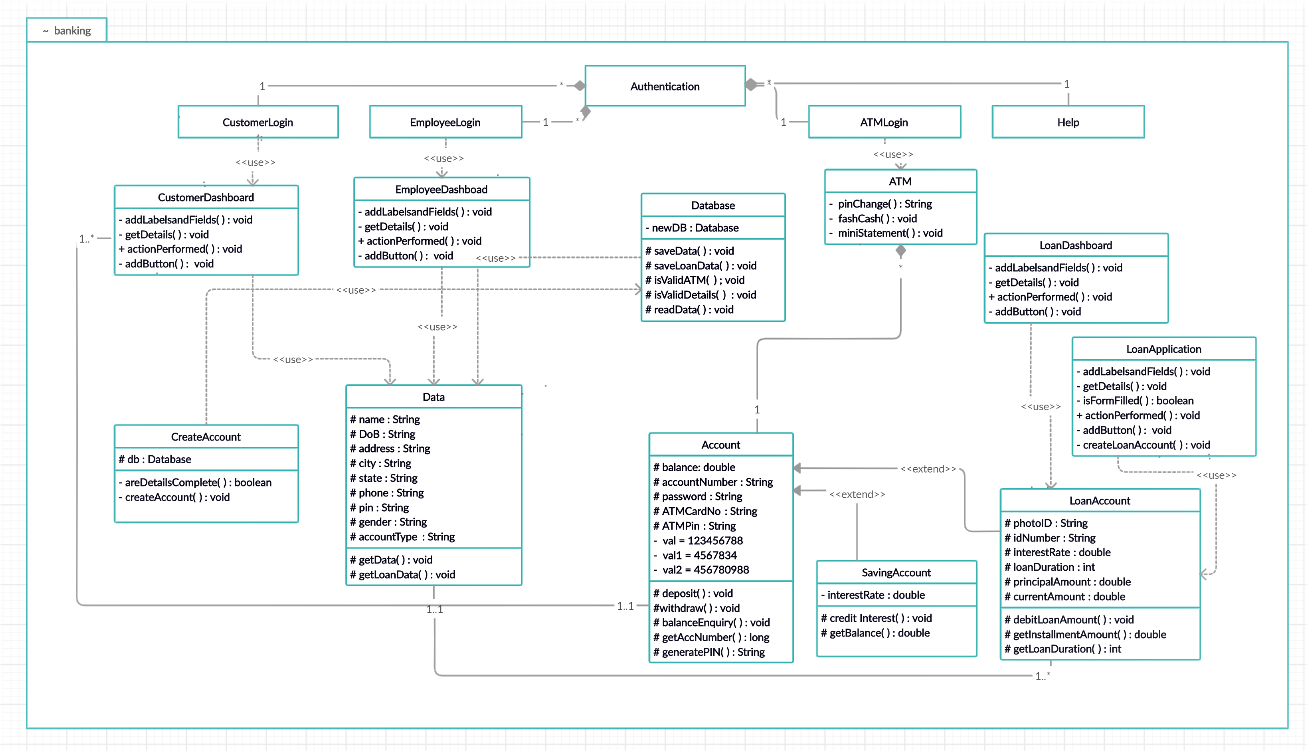 ~ banking
Authentication
1
*
*
1
CustomerLogin
EmployeeLogin
1
*
1
ATMLogin
Help
<<use>>
<<use>>
<<use>>
CustomerDashboard
- addLabelsandFields( ) : void
- getDetails( ) : void
+ actionPerformed( ) : void
- addButton( ) :  void
EmployeeDashboad
- addLabelsandFields( ) : void
- getDetails( ) : void
+ actionPerformed( ) : void
- addButton( ) :  void
Database
- newDB : Database
# saveData( ) : void
# saveLoanData( ) : void
# isValidATM( ) ; void
# isValidDetails( )  : void
# readData( ) : void
ATM
-  pinChange( ) : String
-  fashCash( ) : void
-  miniStatement( ) : void
LoanDashboard
- addLabelsandFields( ) : void
- getDetails( ) : void
+ actionPerformed( ) : void
- addButton( ) : void
1..*
<<use>>
*
<<use>>
<<use>>
<<use>>
LoanApplication
- addLabelsandFields( ) : void
- getDetails( ) : void
- isFormFilled( ) : boolean
+ actionPerformed( ) : void
- addButton( ) :  void
- createLoanAccount( ) : void
<<use>>
1
<<use>>
CreateAccount
# db : Database
- areDetailsComplete( ) : boolean
- createAccount( ) : void
Data
# name : String
# DoB : String
# address : String
# city : String
# state : String
# phone : String
# pin : String
# gender : String
# accountType  : String
# getData( ) : void
# getLoanData( ) : void
Account
# balance: double
# accountNumber : String
# password : String
# ATMCardNo : String
# ATMPin : String
-  val = 123456788
-  val1 = 4567834
-  val2 = 456780988
# deposit( ) : void
#withdraw( ) : void
# balanceEnquiry( ) : void
# getAccNumber( ) : long
# generatePIN( ) : String
<<extend>>
<<extend>>
SavingAccount
- interestRate : double
# credit Interest( ) : void
# getBalance( ) : double
LoanAccount
# photoID : String
# idNumber : String
# interestRate : double
# loanDuration : int
# principalAmount : double
# currentAmount : double
# debitLoanAmount( ) : void
# getInstallmentAmount( ) : double
# getLoanDuration( ) : int
1..1
1..1
1..*